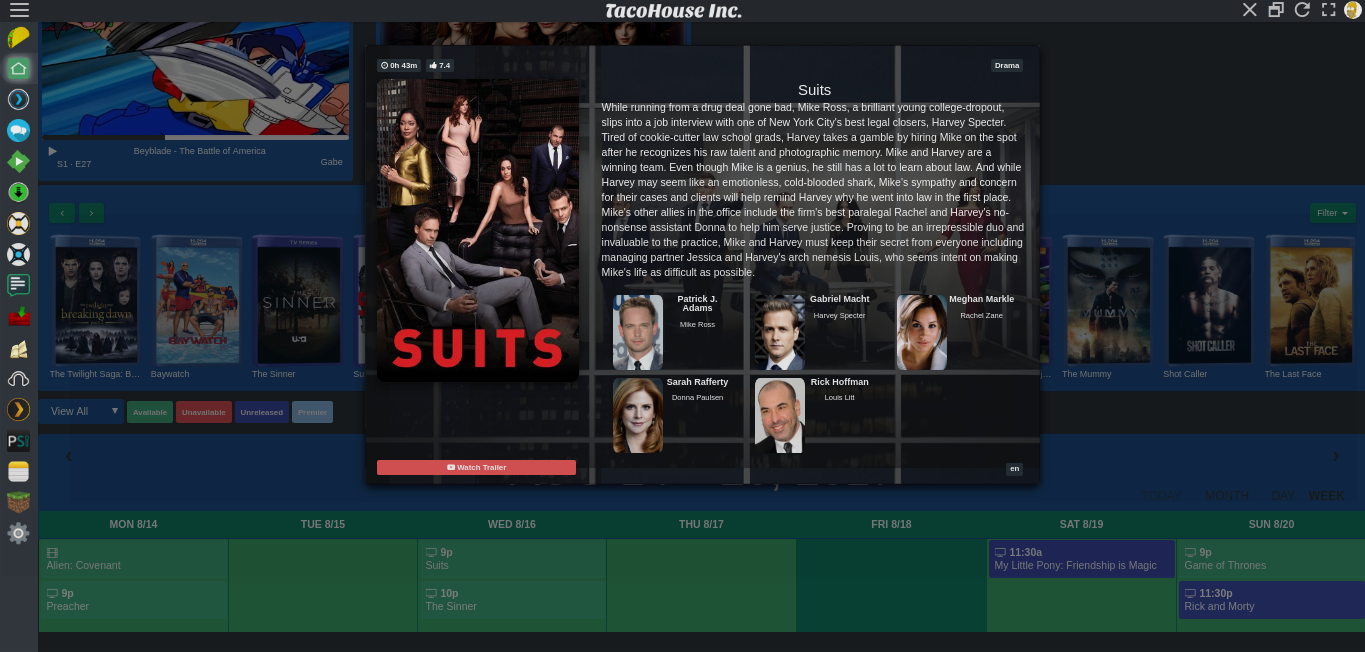 TacoHouse Inc.
0h 43m
7.4
Drama
Suits
While running from a drug deal gone bad, Mike Ross, a brilliant young college-dropout,
slips into a job interview with one of New York City's best legal closers, Harvey Specter.
Tired of cookie-cutter law school grads, Harvey takes a gamble by hiring Mike on the spot
after he recognizes his raw talent and photographic memory. Mike and Harvey are a
winning team. Even though Mike is a genius, he still has a lot to learn about law. And while
Harvey may seem like an emotionless, cold-blooded shark, Mike's sympathy and concern
for their cases and clients will help remind Harvey why he went into law in the first place.
Mike's other allies in the office include the firm's best paralegal Rachel and Harvey's no-
nonsense assistant Donna to help him serve justice. Proving to be an irrepressible duo and
invaluable to the practice, Mike and Harvey must keep their secret from everyone including
managing partner Jessica and Harvey's arch nemesis Louis, who seems intent on making
Mike's life as difficult as possible.
SUITS
Patrick J.
Adams
Mike Ross
Gabriel Macht
Harvey Specter
Meghan Markle
Rachel Zane
Sarah Rafferty
Donna Paulsen
Rick Hoffman
Louis Litt
Watch Trailer
en
Beyblade - The Battle of America
S1 · E27
Gabe
Filter
H.264
H.264
TV Series
H.264
H.264
H.264
breaking dawn
BAYWATCH
THE SINNER
USA
MUMMY
SHOT CALLER
THE LAST FACE
The Twilight Saga: B...
Baywatch
The Sinner
The Mummy
Shot Caller
The Last Face
View All
Available
Unavailable
Unreleased
Premier
PS
TODAY
MONTH
DAY
WEEK
MON 8/14
TUE 8/15
WED 8/16
THU 8/17
FRI 8/18
SAT 8/19
SUN 8/20
Alien: Covenant
9p
Preacher
9p
Suits
10p
The Sinner
11:30a
My Little Pony: Friendship is Magic
9p
Game of Thrones
11:30p
Rick and Morty